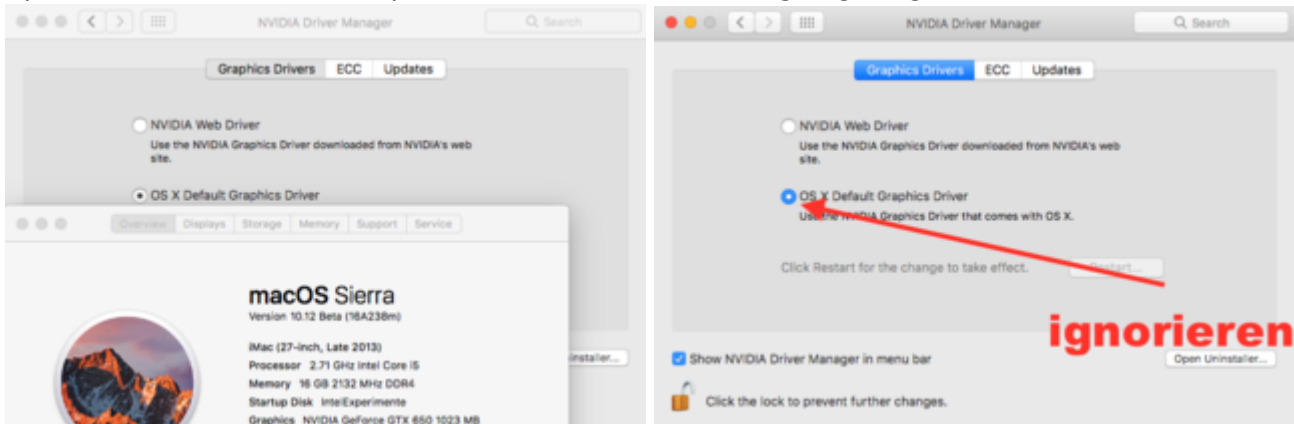 NVIDIA Driver Manager
Search
Graphics Drivers ECC Updates
NVIDIA Web Driver
Use the NVIDIA Graphics Driver downloaded from NVIDIA's web
site.
OS X Default Graphics Driver
Overview Displays Storage Memory Support Service
macOS Sierra
Version 10.12 Beta (16A238m)
iMac (27-inch, Late 2013)
Processor 2.71 GHz Intel Core i5
Memory 16 GB 2132 MHz DDR4
Startup Disk IntelExperimente
Graphics NVIDIA GeForce GTX 650 1023 MB
nstaller...
NVIDIA Driver Manager
Search
Graphics Drivers ECC Updates
NVIDIA Web Driver
Use the NVIDIA Graphics Driver downloaded from NVIDIA's web
site.
OS X Default Graphics Driver
Use the NVIDIA Graphics Driver that comes with OS X.
Click Restart for the change to take effect. Restart...
ignorieren
Show NVIDIA Driver Manager in menu bar
Open Uninstaller...
Click the lock to prevent further changes.